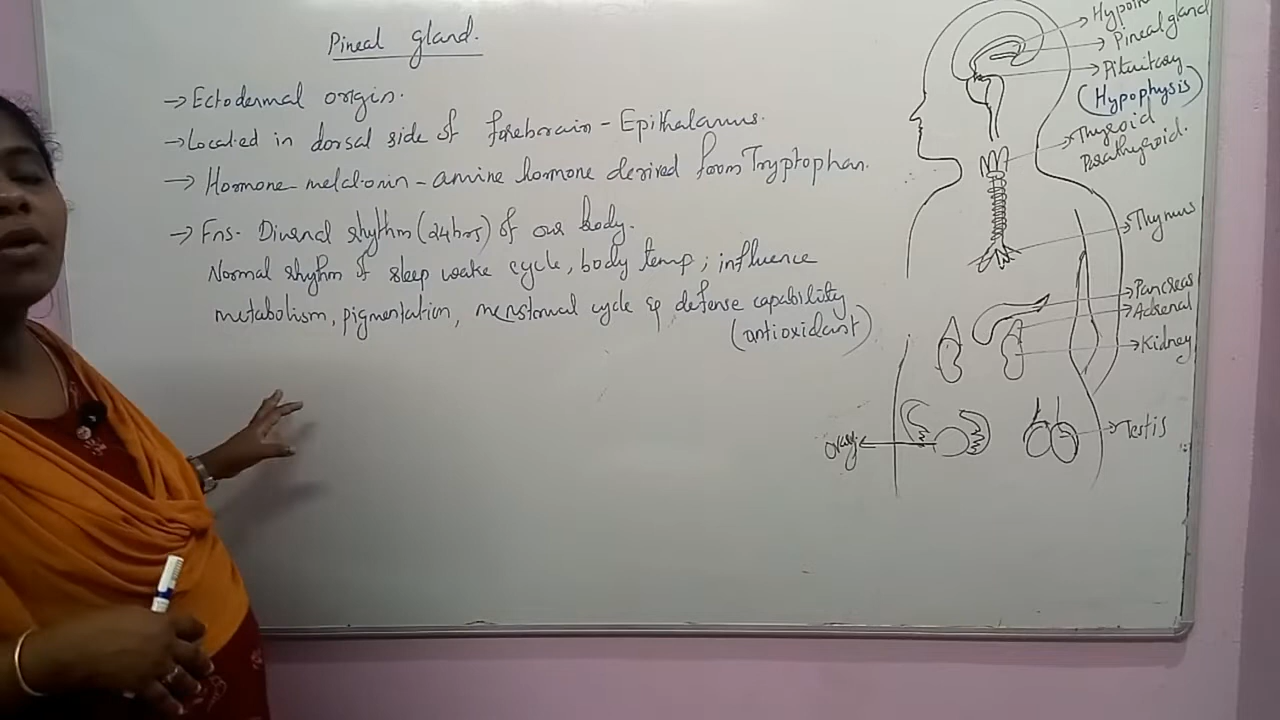 Pineal gland.
→ Ectodermal origin.
→ Located in dorsal side of forebrain - Epithalamus.
→ Hormone - melatonin - amine hormone derived from Tryptophan.
→ Fns - Diurnal rhythm (24hrs) of our body.
Normal rhythm of sleep wake cycle, body temp; influence
metabolism, pigmentation, menstrual cycle & defense capability
(antioxidant)
Pineal gland
Pituitary
(Hypophysis)
Thyroid
Parathyroid.
Thymus
Pancreas
Adrenal
Kidney
Testis
Ovary